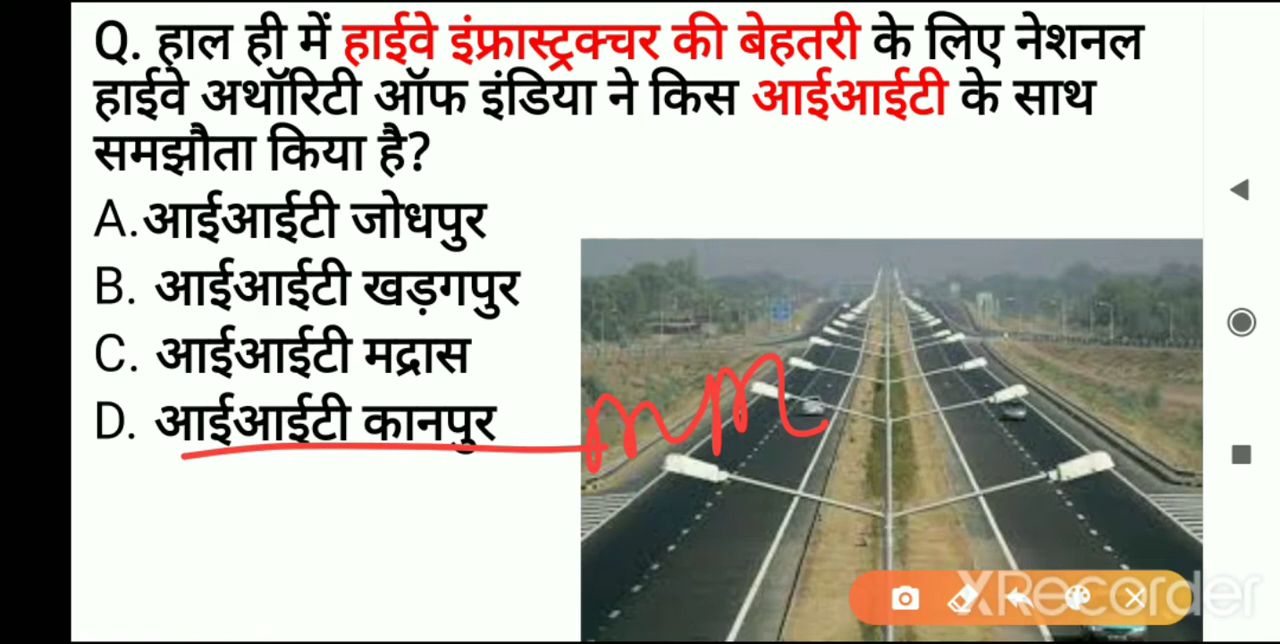 Q. हाल ही में हाईवे इंफ्रास्ट्रक्चर की बेहतरी के लिए नेशनल
हाईवे अथॉरिटी ऑफ इंडिया ने किस आईआईटी के साथ
समझौता किया है?
A.आईआईटी जोधपुर
B. आईआईटी खड़गपुर
C. आईआईटी मद्रास
D. आईआईटी कानपुर
XRecorder